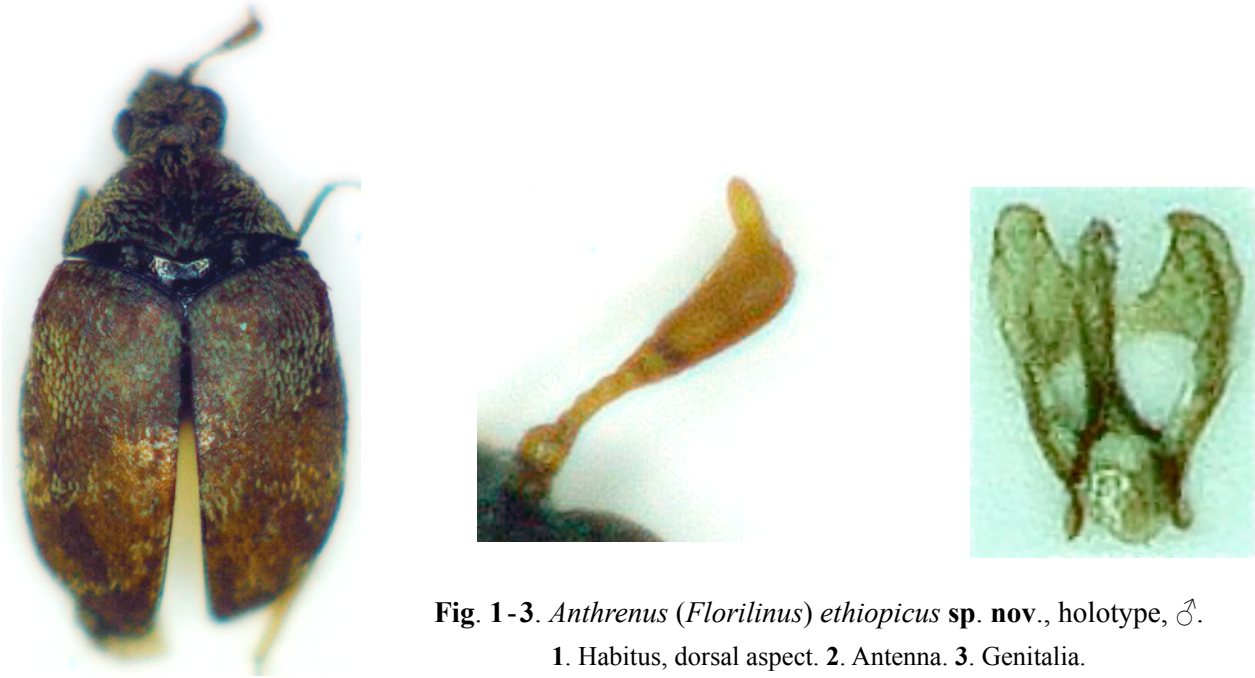 Fig. 1-3. Anthrenus (Florilinus) ethiopicus sp. nov., holotype, ♂.
1. Habitus, dorsal aspect. 2. Antenna. 3. Genitalia.